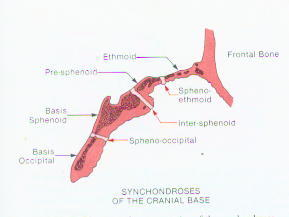 Ethmoid
Frontal Bone
Pre-sphenoid
Spheno-
ethmoid
Basis
Sphenoid
Inter-sphenoid
Spheno-occipital
Basis
Occipital
SYNCHONDROSES
OF THE CRANIAL BASE